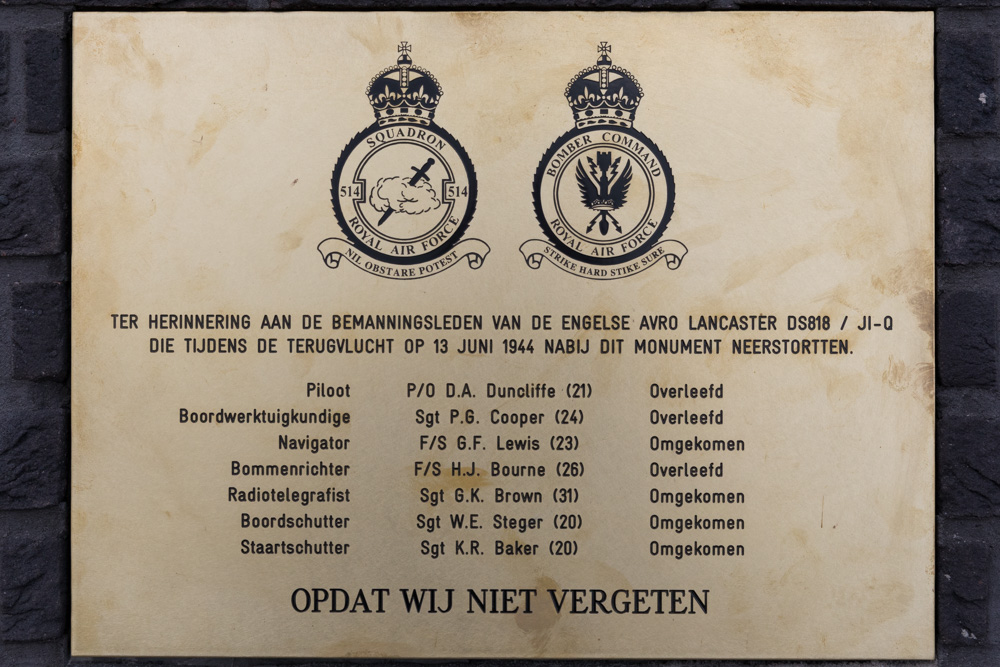 SQUADRON
514 514
ROYAL AIR FORCE
NIL OBSTARE POTEST
BOMBER COMMAND
ROYAL AIR FORCE
STRIKE HARD STIKE SURE
TER HERINNERING AAN DE BEMANNINGSLEDEN VAN DE ENGELSE AVRO LANCASTER DS818 / JI-Q
DIE TIJDENS DE TERUGVLUCHT OP 13 JUNI 1944 NABIJ DIT MONUMENT NEERSTORTTEN.
Piloot P/O D.A. Duncliffe (21) Overleefd
Boordwerktuigkundige Sgt P.G. Cooper (24) Overleefd
Navigator F/S G.F. Lewis (23) Omgekomen
Bommenrichter F/S H.J. Bourne (26) Overleefd
Radiotelegrafist Sgt G.K. Brown (31) Omgekomen
Boordschutter Sgt W.E. Steger (20) Omgekomen
Staartschutter Sgt K.R. Baker (20) Omgekomen
OPDAT WIJ NIET VERGETEN